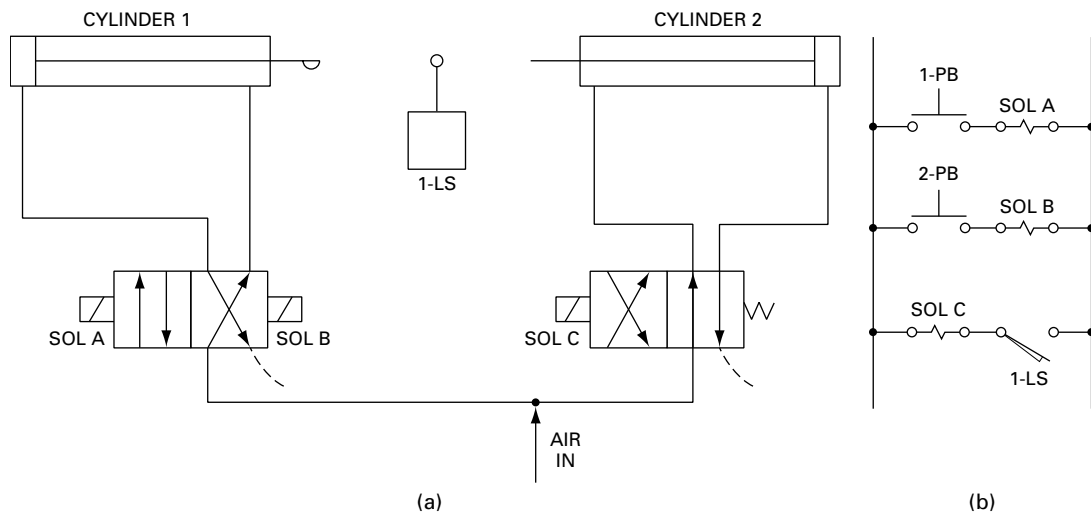 CYLINDER 1
CYLINDER 2
1-LS
SOL A
SOL B
SOL C
AIR
IN
(a)
1-PB
SOL A
2-PB
SOL B
SOL C
1-LS
(b)